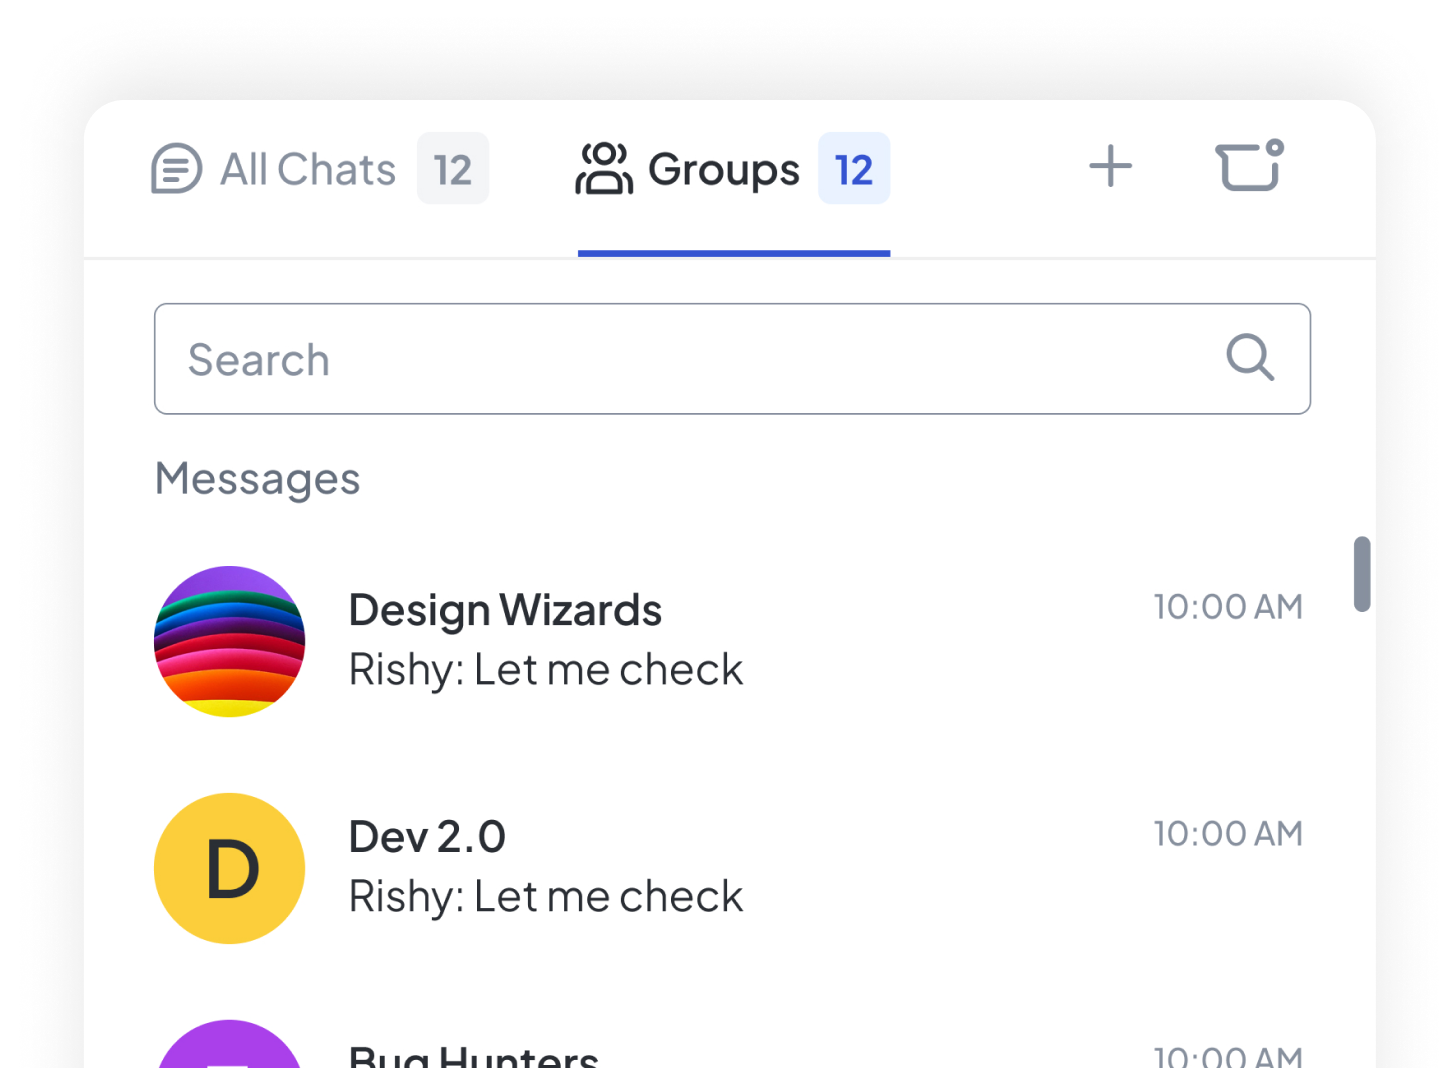 All Chats 12 Groups 12
Search
Messages
Design Wizards 10:00 AM
Rishy: Let me check
D
Dev 2.0 10:00 AM
Rishy: Let me check
Bug Hunters 10:00 AM